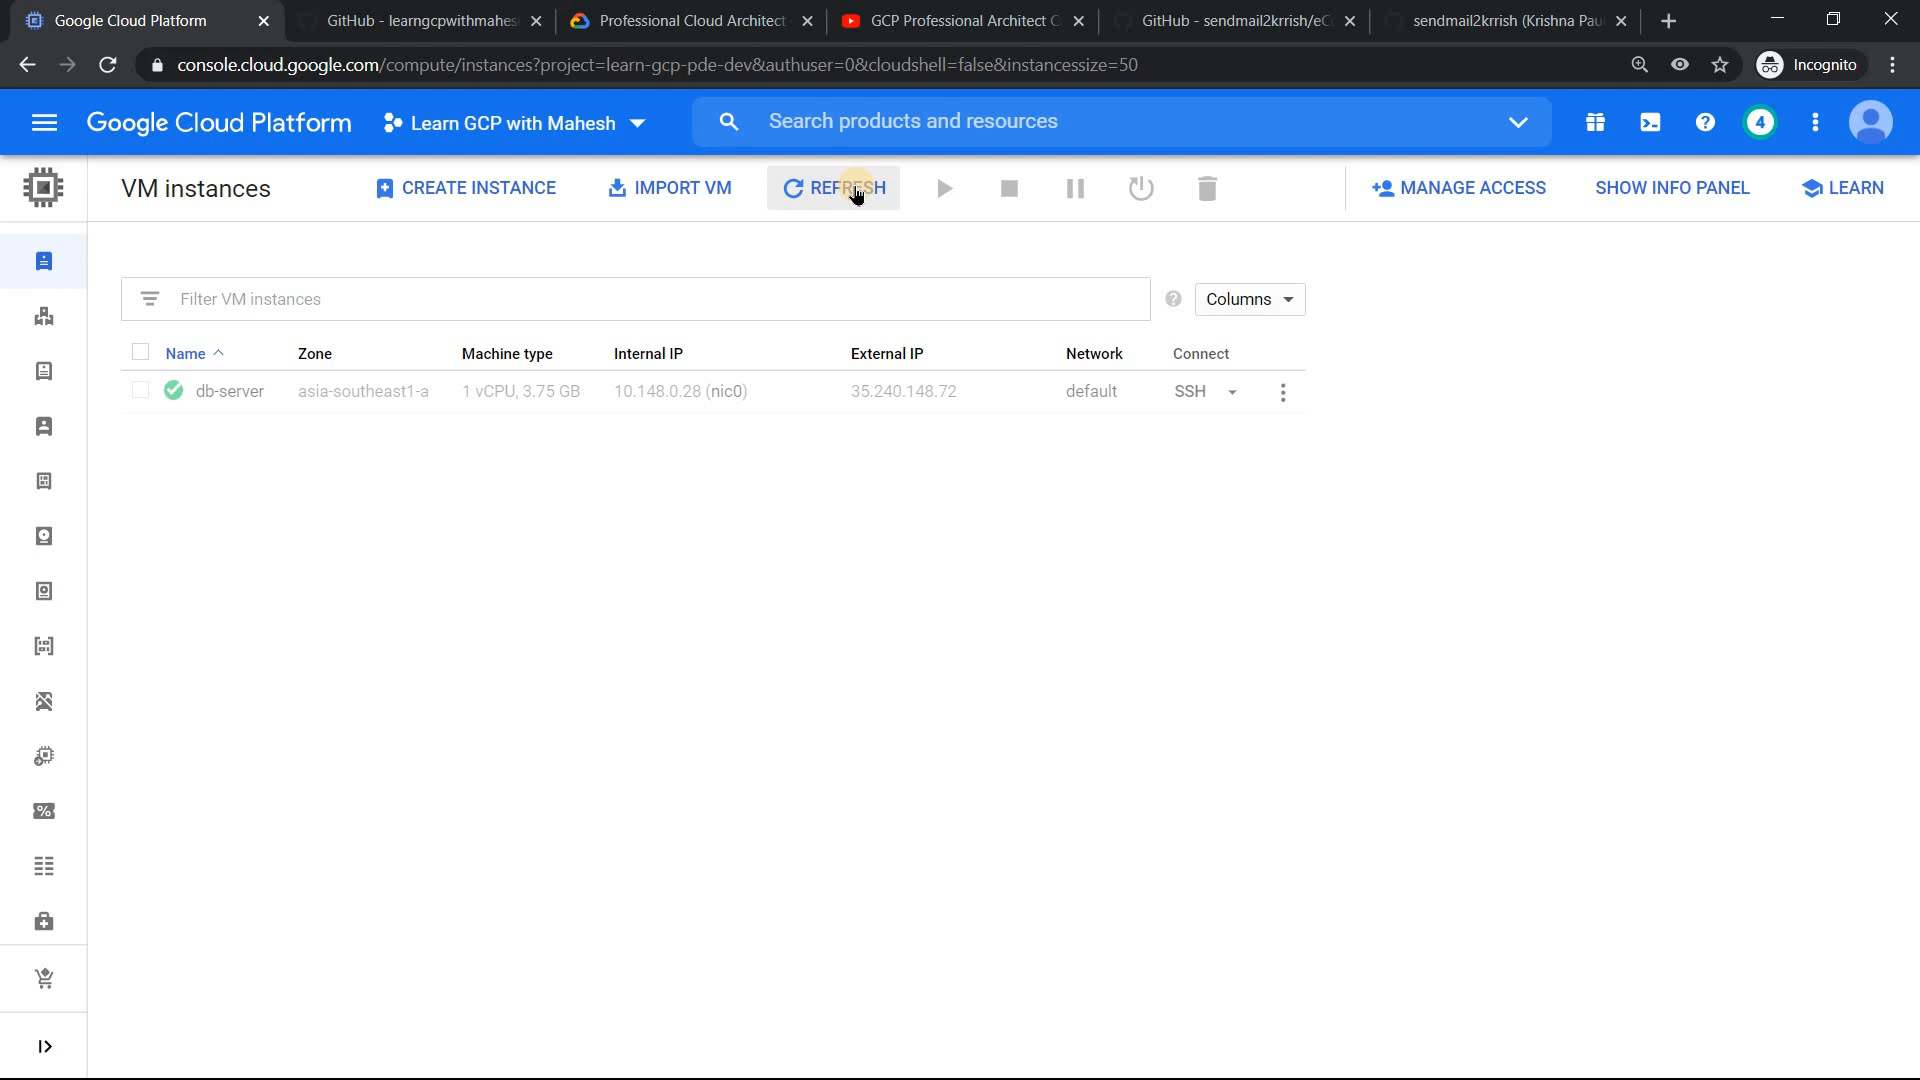 Google Cloud Platform
GitHub - learngcpwithmahes
Professional Cloud Architect
GCP Professional Architect C
GitHub - sendmail2krrish/eC
sendmail2krrish (Krishna Pau
console.cloud.google.com/compute/instances?project=learn-gcp-pde-dev&authuser=0&cloudshell=false&instancessize=50
Incognito
Google Cloud Platform
Learn GCP with Mahesh
Search products and resources
4
VM instances
CREATE INSTANCE
IMPORT VM
REFRESH
MANAGE ACCESS
SHOW INFO PANEL
LEARN
Filter VM instances
Columns
Name Zone Machine type Internal IP External IP Network Connect
db-server asia-southeast1-a 1 vCPU, 3.75 GB 10.148.0.28 (nic0) 35.240.148.72 default SSH